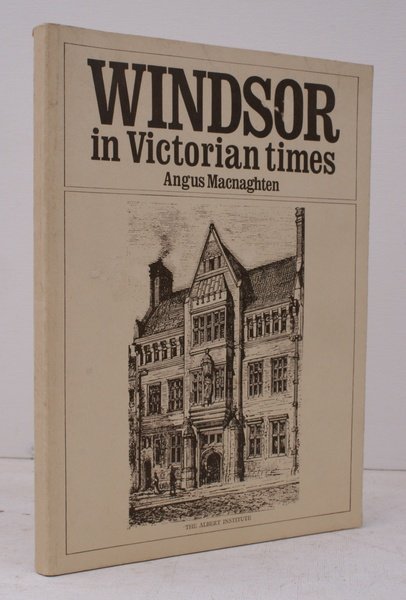 WINDSOR
in Victorian times
Angus Macnaghten
THE ALBERT INSTITUTE